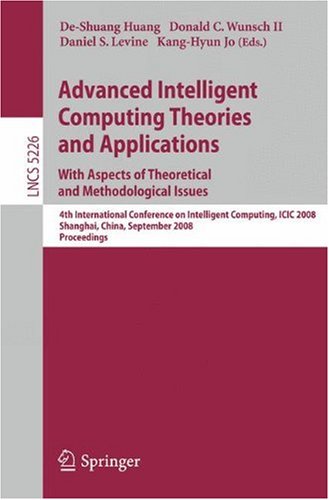 De-Shuang Huang   Donald C. Wunsch II
Daniel S. Levine   Kang-Hyun Jo (Eds.)
LNCS 5226
Advanced Intelligent
Computing Theories
and Applications
With Aspects of Theoretical
and Methodological Issues
4th International Conference on Intelligent Computing, ICIC 2008
Shanghai, China, September 2008
Proceedings
Springer